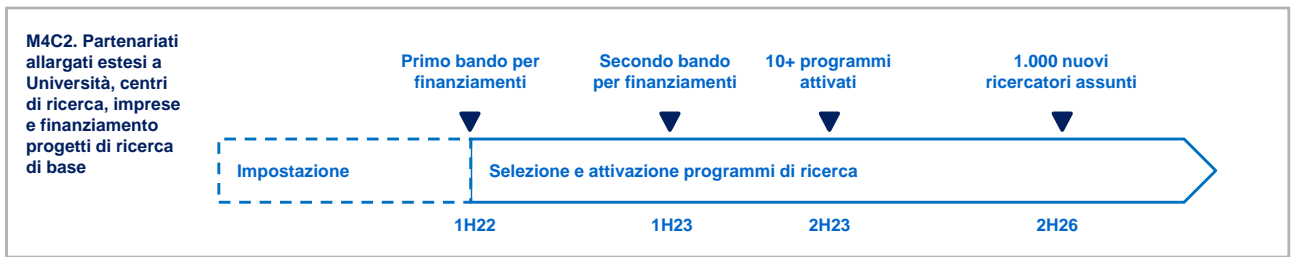 M4C2. Partenariati
allargati estesi a
Università, centri
di ricerca, imprese
e finanziamento
progetti di ricerca
di base
Primo bando per
finanziamenti
Secondo bando
per finanziamenti
10+ programmi
attivati
1.000 nuovi
ricercatori assunti
Impostazione
Selezione e attivazione programmi di ricerca
1H22
1H23
2H23
2H26